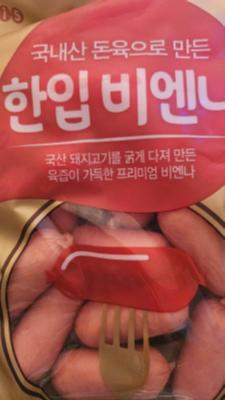 국내산 돈육으로 만든
한입 비엔나
국산 돼지고기를 굵게 다져 만든
육즙이 가득한 프리미엄 비엔나